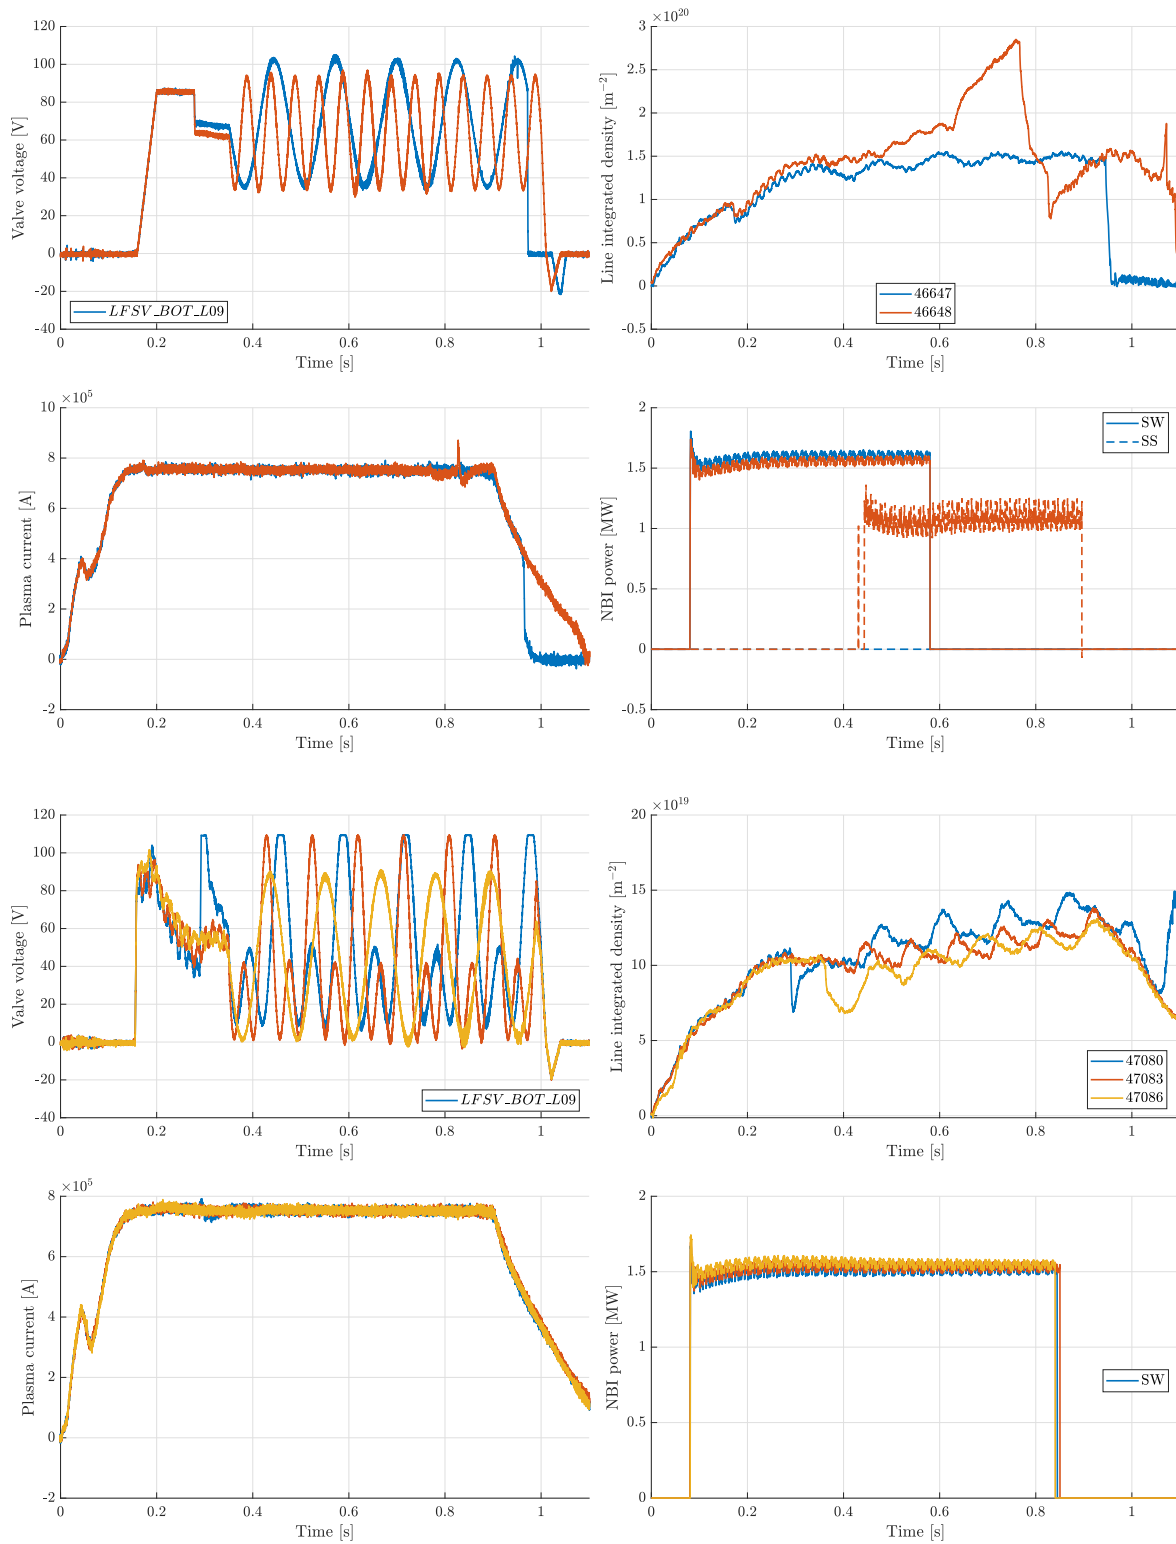 120
100
80
60
40
20
0
-20
-40
Valve voltage [V]
LFSV_BOT_L09
0 0.2 0.4 0.6 0.8 1
Time [s]
×10^20
3
2.5
2
1.5
1
0.5
0
-0.5
Line integrated density [m^-2]
46647
46648
0 0.2 0.4 0.6 0.8 1
Time [s]
×10^5
10
8
6
4
2
0
-2
Plasma current [A]
0 0.2 0.4 0.6 0.8 1
Time [s]
2
1.5
1
0.5
0
-0.5
NBI power [MW]
SW
SS
0 0.2 0.4 0.6 0.8 1
Time [s]
120
100
80
60
40
20
0
-20
-40
Valve voltage [V]
LFSV_BOT_L09
0 0.2 0.4 0.6 0.8 1
Time [s]
×10^19
20
15
10
5
0
Line integrated density [m^-2]
47080
47083
47086
0 0.2 0.4 0.6 0.8 1
Time [s]
×10^5
8
6
4
2
0
-2
Plasma current [A]
0 0.2 0.4 0.6 0.8 1
Time [s]
2
1.5
1
0.5
0
NBI power [MW]
SW
0 0.2 0.4 0.6 0.8 1
Time [s]